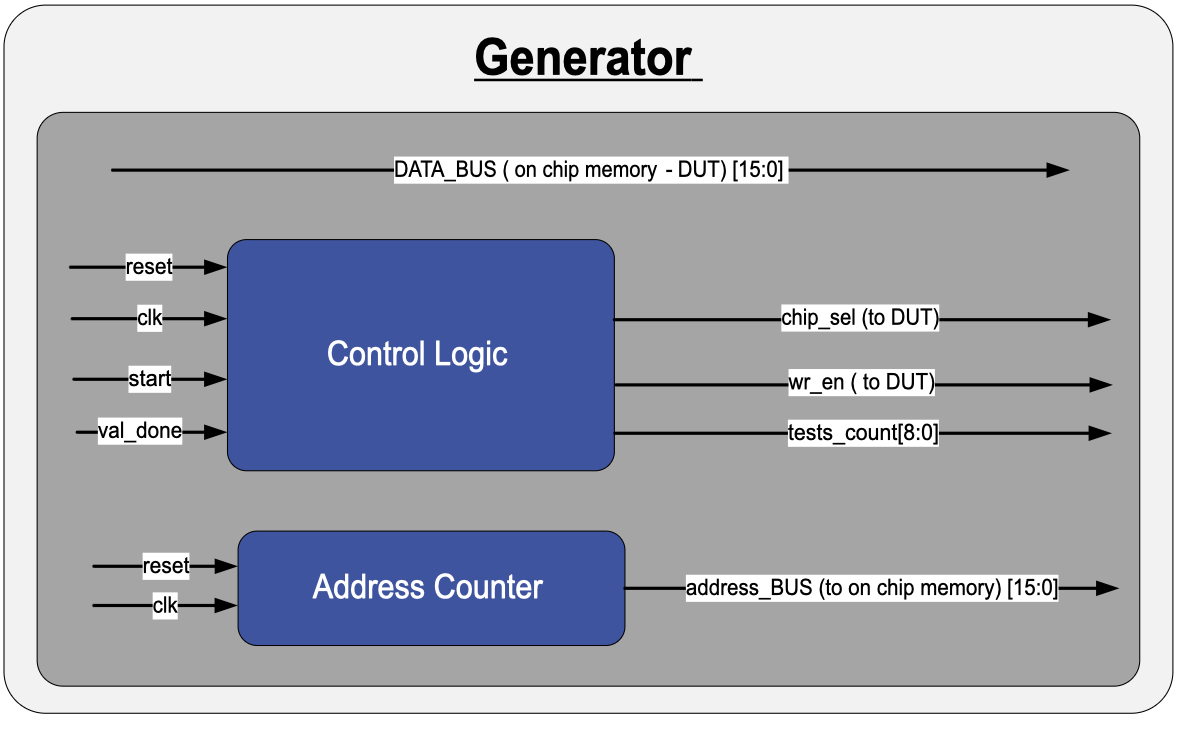 Generator
DATA_BUS ( on chip memory - DUT) [15:0]
reset
clk
start
val_done
Control Logic
chip_sel (to DUT)
wr_en ( to DUT)
tests_count[8:0]
reset
clk
Address Counter
address_BUS (to on chip memory) [15:0]